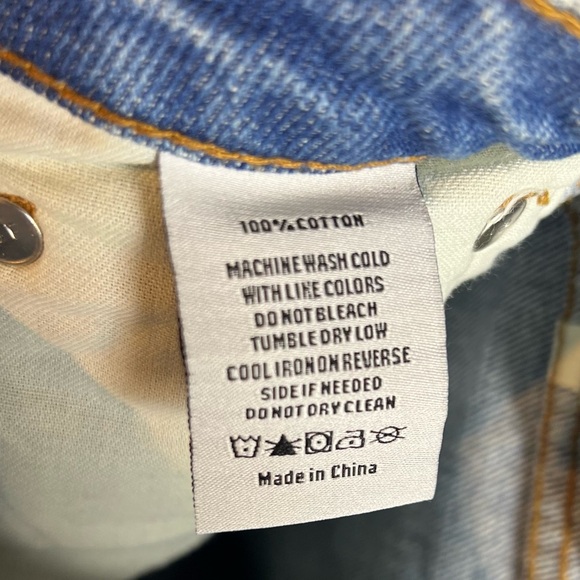 100% COTTON
MACHINE WASH COLD
WITH LIKE COLORS
DO NOT BLEACH
TUMBLE DRY LOW
COOL IRON ON REVERSE
SIDE IF NEEDED
DO NOT DRY CLEAN
Made in China